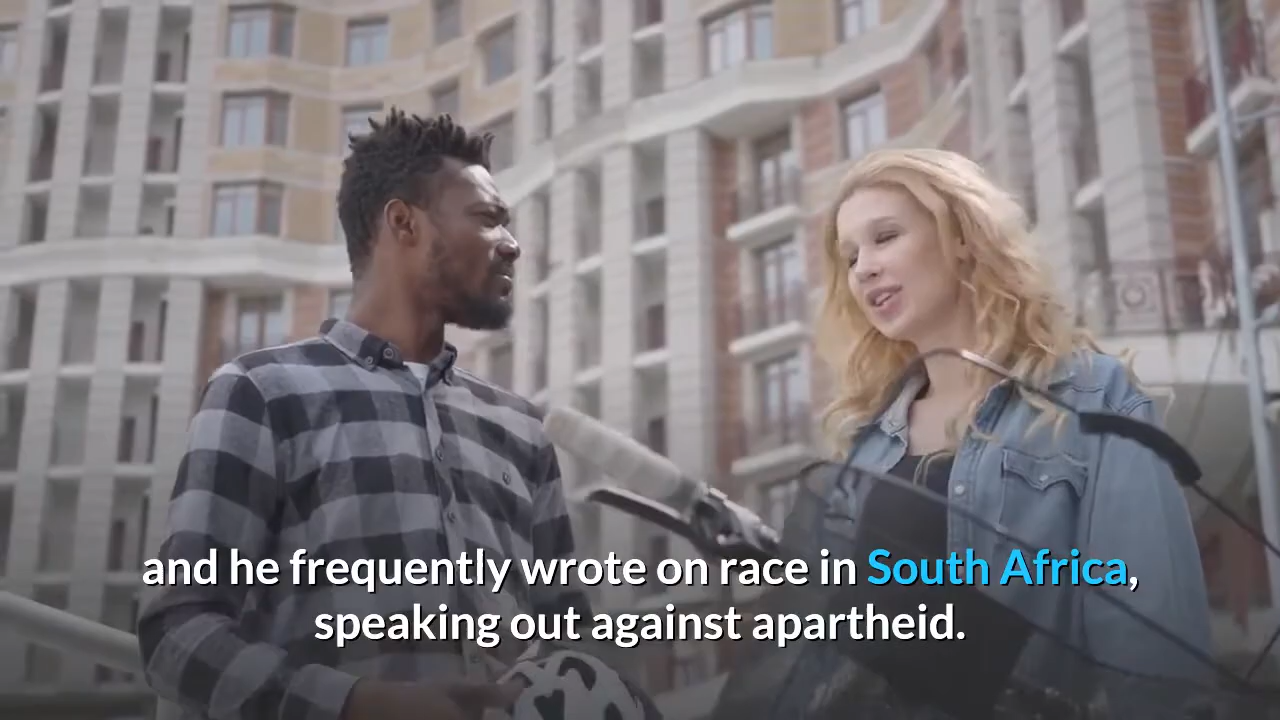 and he frequently wrote on race in South Africa,
speaking out against apartheid.